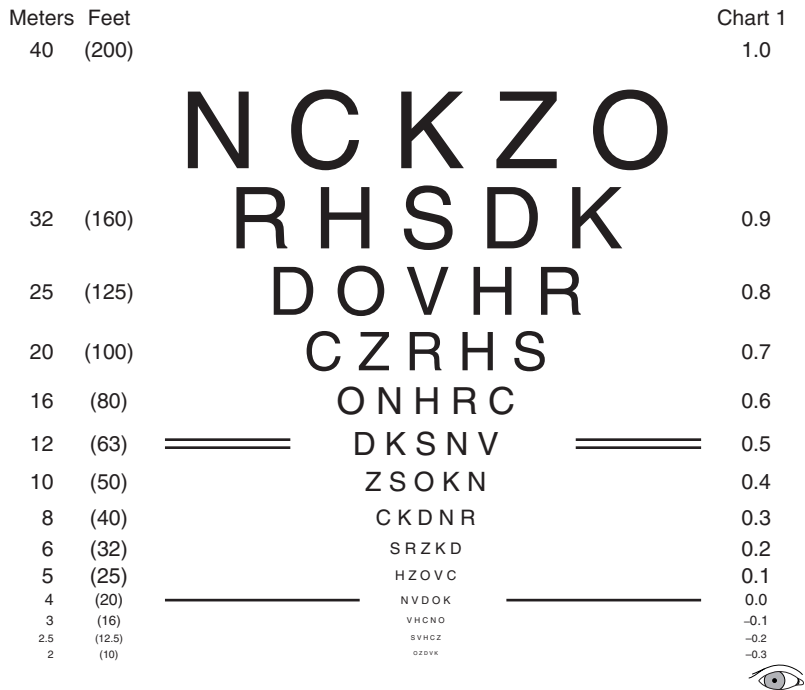 Meters Feet Chart 1
40 (200) 1.0
N C K Z O
32 (160) R H S D K 0.9
25 (125) D O V H R 0.8
20 (100) C Z R H S 0.7
16 (80) O N H R C 0.6
12 (63) D K S N V 0.5
10 (50) Z S O K N 0.4
8 (40) C K D N R 0.3
6 (32) S R Z K D 0.2
5 (25) H Z O V C 0.1
4 (20) N V D O K 0.0
3 (16) V H C N O –0.1
2.5 (12.5) S V H C Z –0.2
2 (10) O Z D V K –0.3